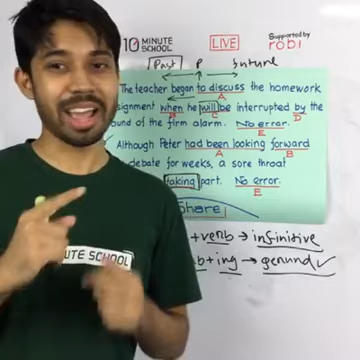 10 MINUTE SCHOOL
LIVE
Supported by
robi
Past P future
The teacher began to discuss the homework
A
signment when he will be interrupted by the
B C D
ound of the firm alarm. No error.
E
Although Peter had been looking forward
A B
debate for weeks, a sore throat
taking part. No error.
E
Share
+ verb → infinitive
b + ing → gerund ✓
UTE SCHOOL